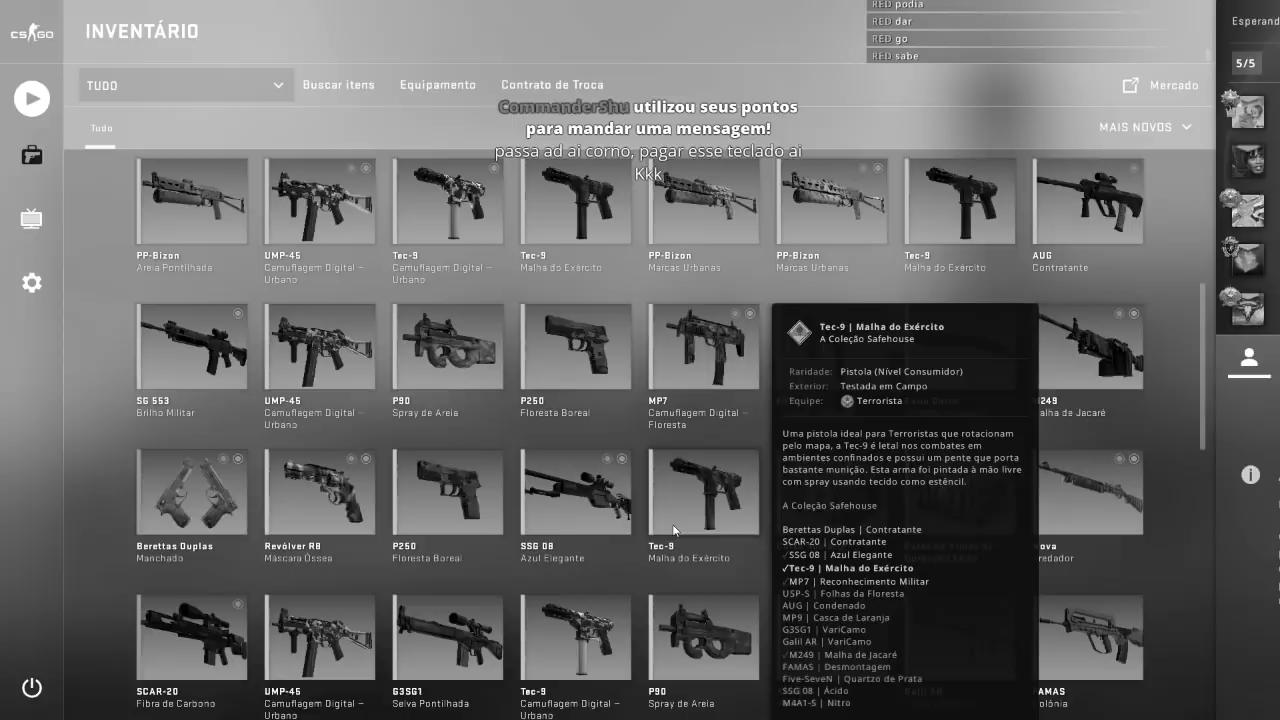 CS GO
INVENTÁRIO
RED podia
RED dar
RED go
RED sabe
Esperand
5/5
TUDO
Buscar itens
Equipamento
Contrato de Troca
Mercado
CommanderShu utilizou seus pontos
para mandar uma mensagem!
passa ad ai corno, pagar esse teclado ai
Kkk
Tudo
MAIS NOVOS
PP-Bizon
Areia Pontilhada
UMP-45
Camuflagem Digital –
Urbano
Tec-9
Camuflagem Digital –
Urbano
Tec-9
Malha do Exército
PP-Bizon
Marcas Urbanas
PP-Bizon
Marcas Urbanas
Tec-9
Malha do Exército
AUG
Contratante
SG 553
Brilho Militar
UMP-45
Camuflagem Digital –
Urbano
P90
Spray de Areia
P250
Floresta Boreal
MP7
Camuflagem Digital –
Floresta
M249
alha de Jacaré
Tec-9 | Malha do Exército
A Coleção Safehouse
Raridade: Pistola (Nível Consumidor)
Exterior: Testada em Campo
Equipe: Terrorista
Uma pistola ideal para Terroristas que rotacionam
pelo mapa, a Tec-9 é letal nos combates em
ambientes confinados e possui um pente que porta
bastante munição. Esta arma foi pintada à mão livre
com spray usando tecido como estêncil.
A Coleção Safehouse
Berettas Duplas | Contratante
SCAR-20 | Contratante
✓SSG 08 | Azul Elegante
✓Tec-9 | Malha do Exército
✓MP7 | Reconhecimento Militar
USP-S | Folhas da Floresta
AUG | Condenado
MP9 | Casca de Laranja
G3SG1 | VariCamo
Galil AR | VariCamo
✓M249 | Malha de Jacaré
FAMAS | Desmontagem
Five-SeveN | Quartzo de Prata
SSG 08 | Ácido
M4A1-S | Nitro
Berettas Duplas
Manchado
Revólver R8
Máscara Óssea
P250
Floresta Boreal
SSG 08
Azul Elegante
Tec-9
Malha do Exército
Nova
redador
SCAR-20
Fibra de Carbono
UMP-45
Camuflagem Digital –
Urbano
G3SG1
Selva Pontilhada
Tec-9
Camuflagem Digital –
Urbano
P90
Spray de Areia
FAMAS
olônia